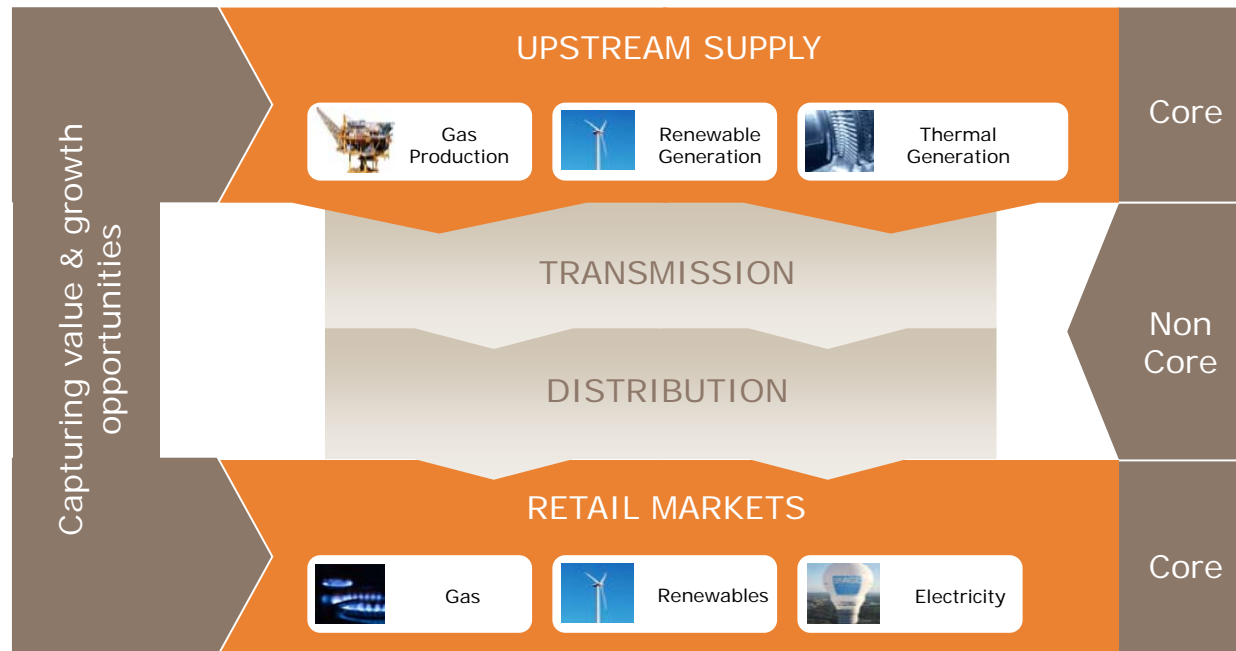 UPSTREAM SUPPLY
Gas
Production
Renewable
Generation
Thermal
Generation
Core
Capturing value & growth
opportunities
TRANSMISSION
Non
Core
DISTRIBUTION
RETAIL MARKETS
Gas
Renewables
Electricity
Core